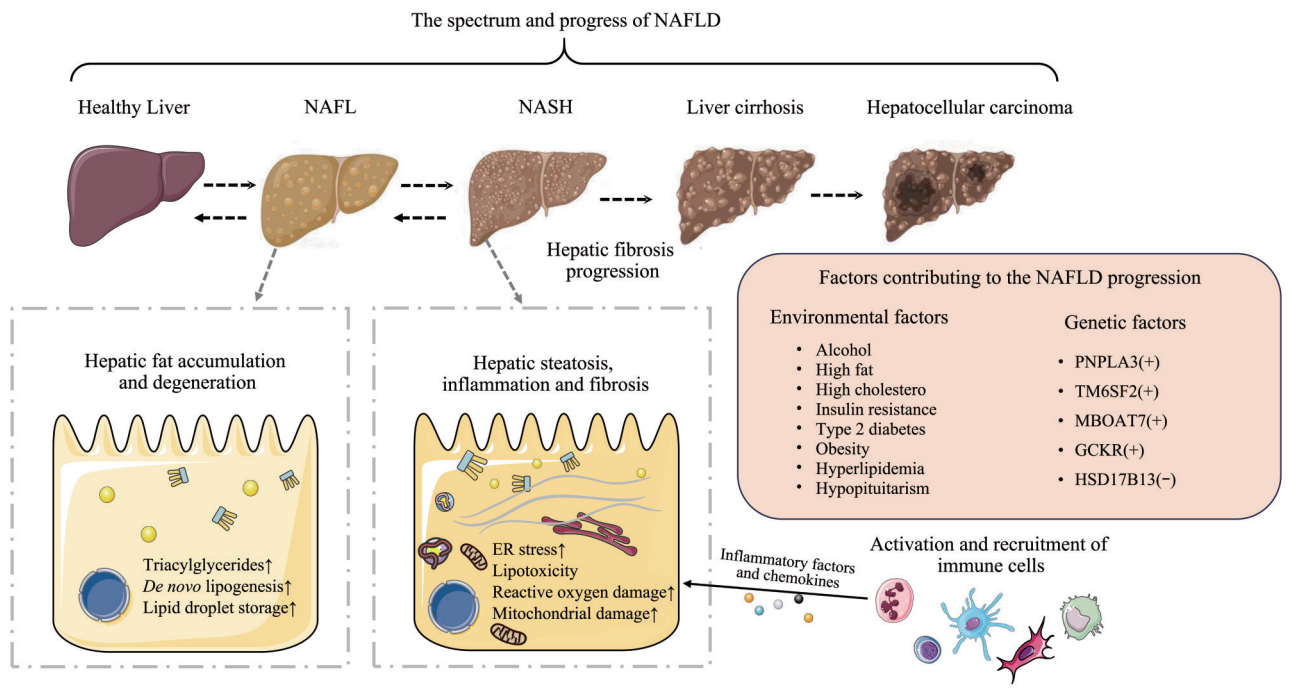 The spectrum and progress of NAFLD
Healthy Liver
NAFL
NASH
Liver cirrhosis
Hepatocellular carcinoma
Hepatic fibrosis
progression
Hepatic fat accumulation
and degeneration
Triacylglycerides↑
De novo lipogenesis↑
Lipid droplet storage↑
Hepatic steatosis,
inflammation and fibrosis
ER stress↑
Lipotoxicity
Reactive oxygen damage↑
Mitochondrial damage↑
Factors contributing to the NAFLD progression
Environmental factors
• Alcohol
• High fat
• High cholestero
• Insulin resistance
• Type 2 diabetes
• Obesity
• Hyperlipidemia
• Hypopituitarism
Genetic factors
• PNPLA3(+)
• TM6SF2(+)
• MBOAT7(+)
• GCKR(+)
• HSD17B13(−)
Inflammatory factors
and chemokines
Activation and recruitment of
immune cells